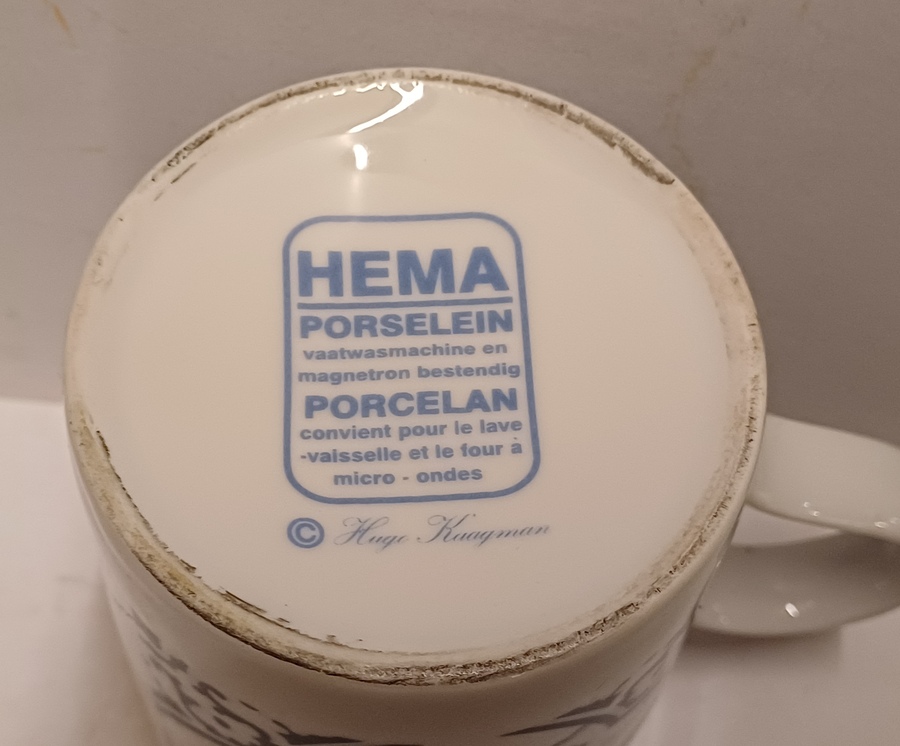 HEMA
PORSELEIN
vaatwasmachine en
magnetron bestendig
PORCELAN
convient pour le lave
-vaisselle et le four à
micro - ondes
© Hugo Kaagman